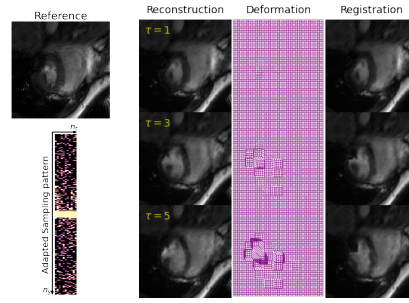 Reference
Reconstruction
Deformation
Registration
τ = 1
τ = 3
τ = 5
Adapted Sampling pattern